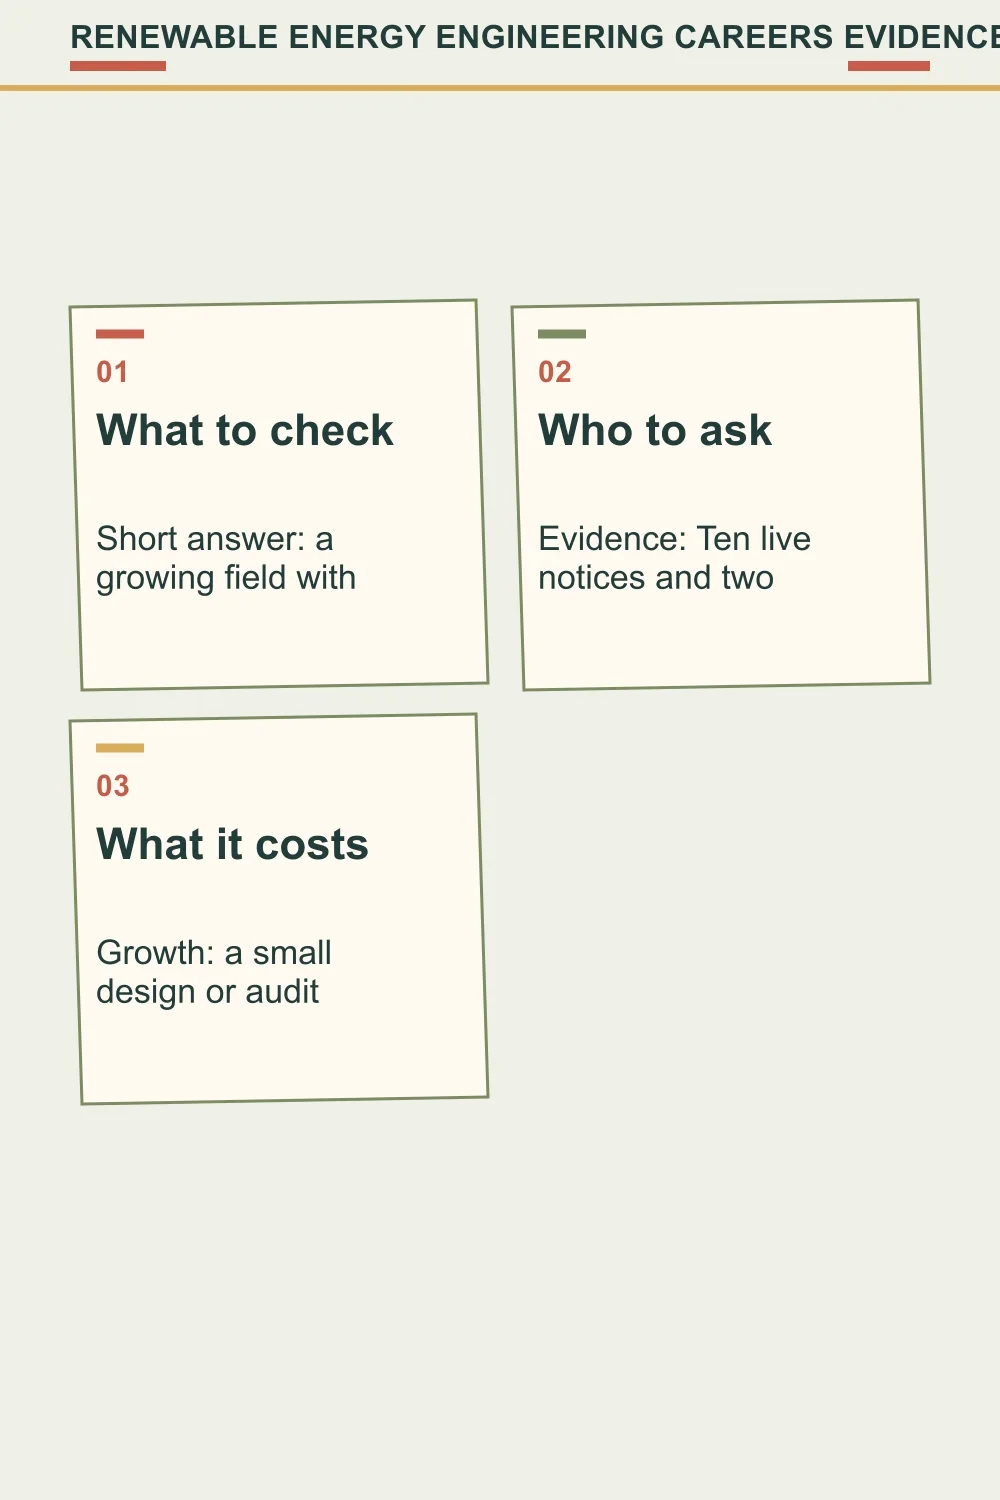 RENEWABLE ENERGY ENGINEERING CAREERS EVIDENCE
01
What to check
Short answer: a
growing field with
02
Who to ask
Evidence: Ten live
notices and two
03
What it costs
Growth: a small
design or audit